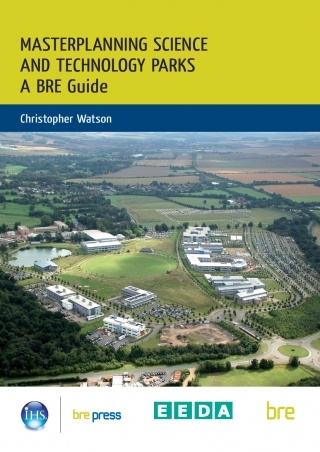 MASTERPLANNING SCIENCE
AND TECHNOLOGY PARKS
A BRE Guide
Christopher Watson
IHS
bre press
EEDA
bre